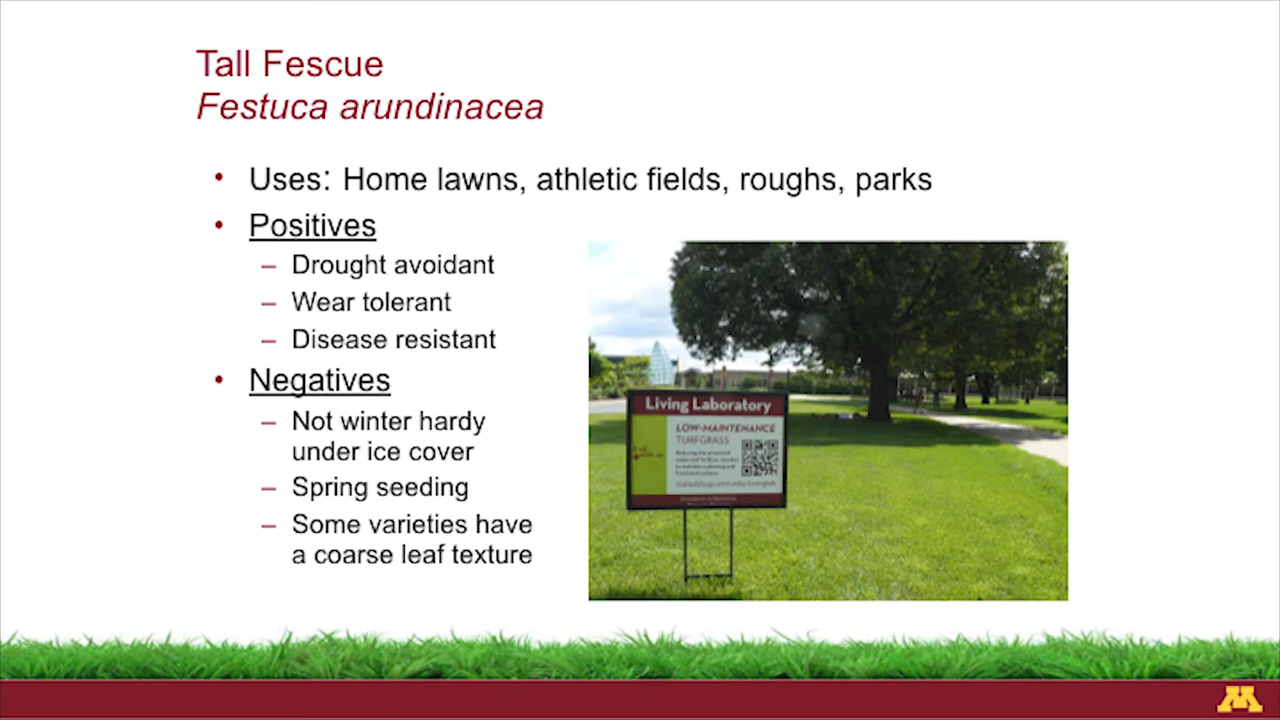 Tall Fescue
Festuca arundinacea
• Uses: Home lawns, athletic fields, roughs, parks
• Positives
– Drought avoidant
– Wear tolerant
– Disease resistant
• Negatives
– Not winter hardy
under ice cover
– Spring seeding
– Some varieties have
a coarse leaf texture
Living Laboratory
LOW-MAINTENANCE
TURFGRASS
M